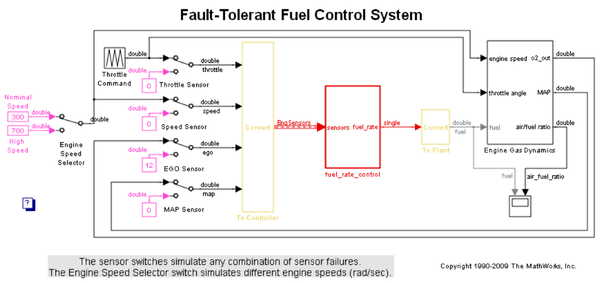 Fault-Tolerant Fuel Control System
double
double
double
throttle
Throttle
Command
double
0
Throttle Sensor
Nominal
Speed
300
double
700
double
High
Speed
double
Engine
Speed
Selector
double
speed
double
0
Speed Sensor
double
ego
double
12
EGO Sensor
double
map
double
0
MAP Sensor
Convert
To Controller
EngSensors
sensors
fuel_rate
fuel_rate_control
single
Convert
To Plant
double
fuel
engine speed
o2_out
double
throttle angle
MAP
double
fuel
air/fuel ratio
double
Engine Gas Dynamics
fuel
air_fuel_ratio
?
The sensor switches simulate any combination of sensor failures.
The Engine Speed Selector switch simulates different engine speeds (rad/sec).
Copyright 1990-2009 The MathWorks, Inc.